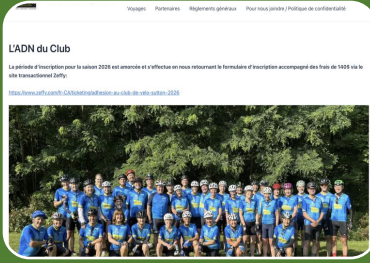 Voyages Partenaires Règlements généraux Pour nous joindre / Politique de confidentialité
L'ADN du Club
La période d'inscription pour la saison 2026 est amorcée et s'effectue en nous retournant le formulaire d'inscription accompagné des frais de 140$ via le
site transactionnel Zeffy:
https://www.zeffy.com/fr-CA/ticketing/adhesion-au-club-de-velo-sutton-2026